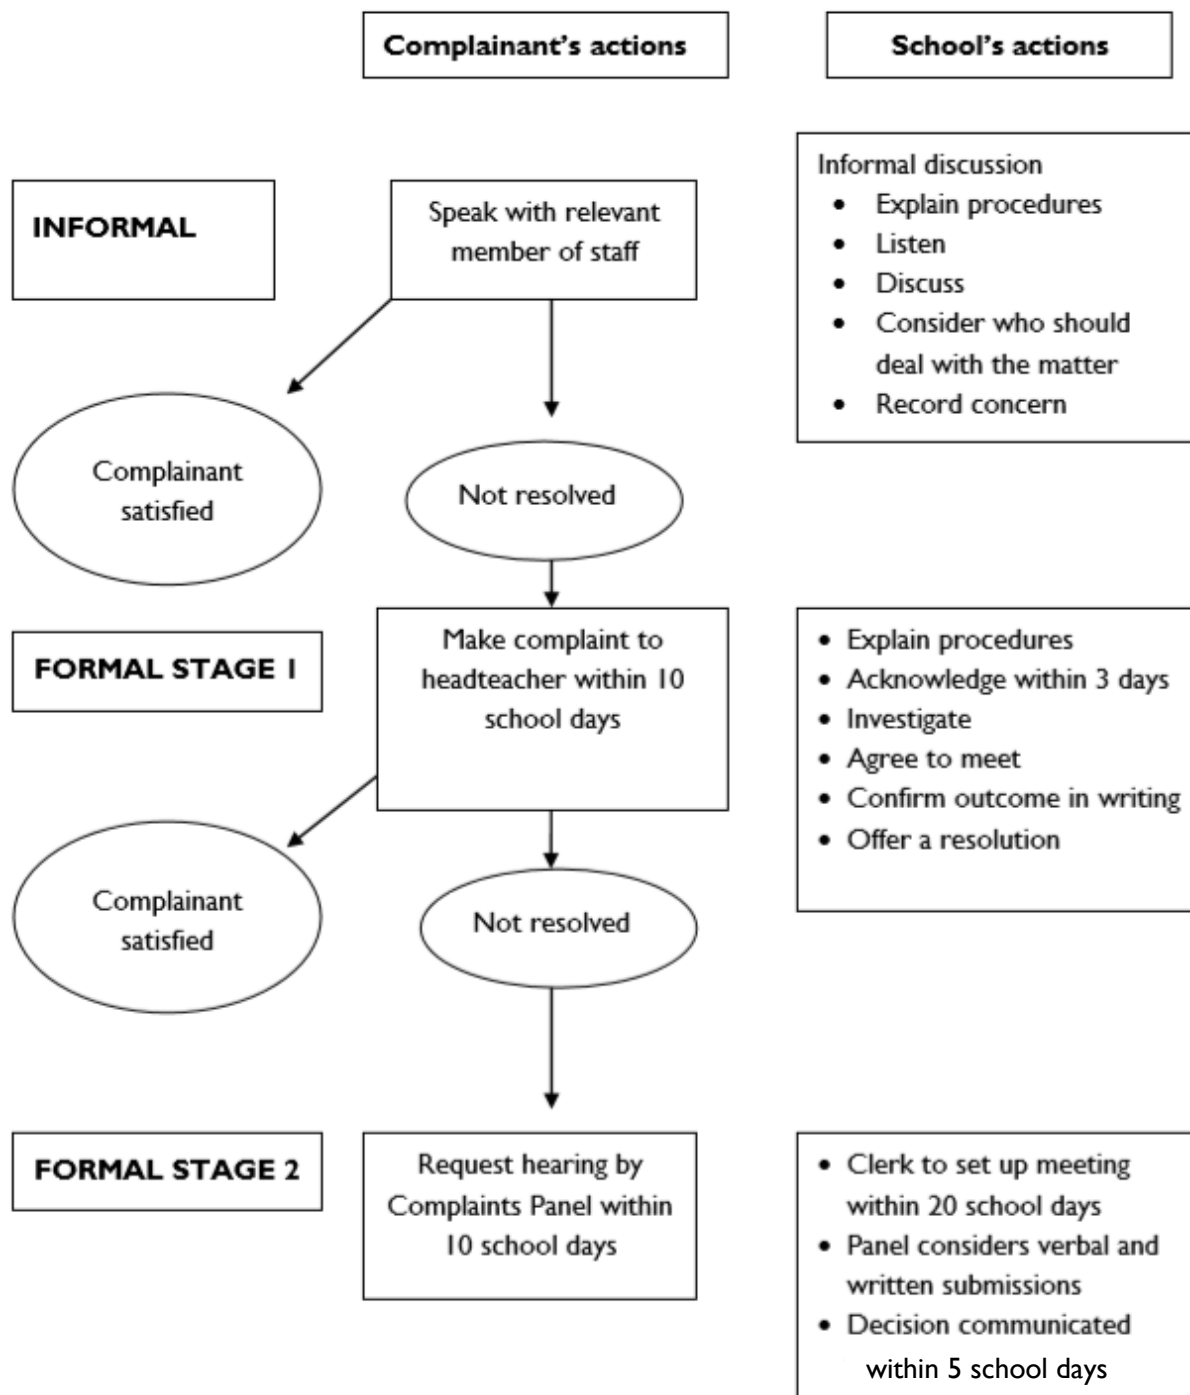 Complainant's actions
School's actions
INFORMAL
Speak with relevant
member of staff
Informal discussion
• Explain procedures
• Listen
• Discuss
• Consider who should
deal with the matter
• Record concern
Complainant
satisfied
Not resolved
FORMAL STAGE 1
Make complaint to
headteacher within 10
school days
• Explain procedures
• Acknowledge within 3 days
• Investigate
• Agree to meet
• Confirm outcome in writing
• Offer a resolution
Complainant
satisfied
Not resolved
FORMAL STAGE 2
Request hearing by
Complaints Panel within
10 school days
• Clerk to set up meeting
within 20 school days
• Panel considers verbal and
written submissions
• Decision communicated
within 5 school days